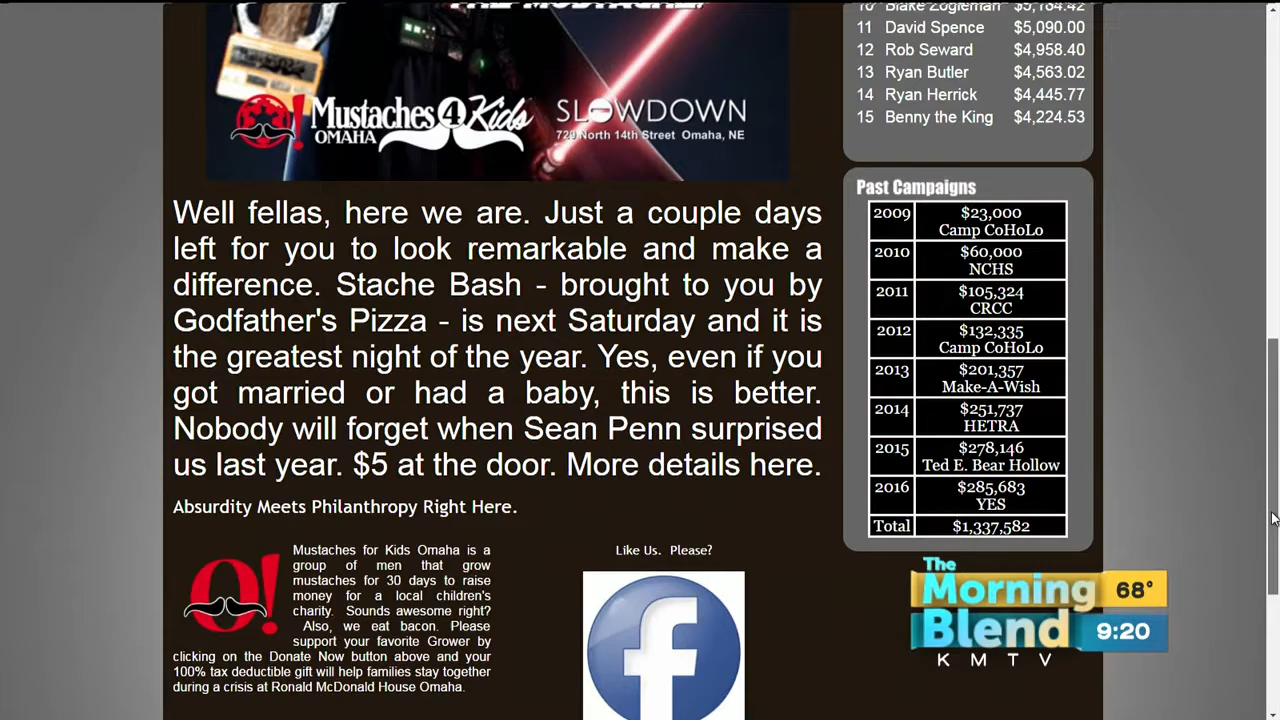 THE MUSTACHE!
Mustaches 4 Kids
OMAHA
SLOWDOWN
729 North 14th Street Omaha, NE
10 Blake Zogleman $5,184.42
11 David Spence $5,090.00
12 Rob Seward $4,958.40
13 Ryan Butler $4,563.02
14 Ryan Herrick $4,445.77
15 Benny the King $4,224.53
Well fellas, here we are. Just a couple days
left for you to look remarkable and make a
difference. Stache Bash - brought to you by
Godfather's Pizza - is next Saturday and it is
the greatest night of the year. Yes, even if you
got married or had a baby, this is better.
Nobody will forget when Sean Penn surprised
us last year. $5 at the door. More details here.
Absurdity Meets Philanthropy Right Here.
Past Campaigns
2009 $23,000
Camp CoHoLo
2010 $60,000
NCHS
2011 $105,324
CRCC
2012 $132,335
Camp CoHoLo
2013 $201,357
Make-A-Wish
2014 $251,737
HETRA
2015 $278,146
Ted E. Bear Hollow
2016 $285,683
YES
Total $1,337,582
O!
Mustaches for Kids Omaha is a
group of men that grow
mustaches for 30 days to raise
money for a local children's
charity. Sounds awesome right?
Also, we eat bacon. Please
support your favorite Grower by
clicking on the Donate Now button above and your
100% tax deductible gift will help families stay together
during a crisis at Ronald McDonald House Omaha.
Like Us. Please?
f
The
Morning
Blend
KMTV
68°
9:20